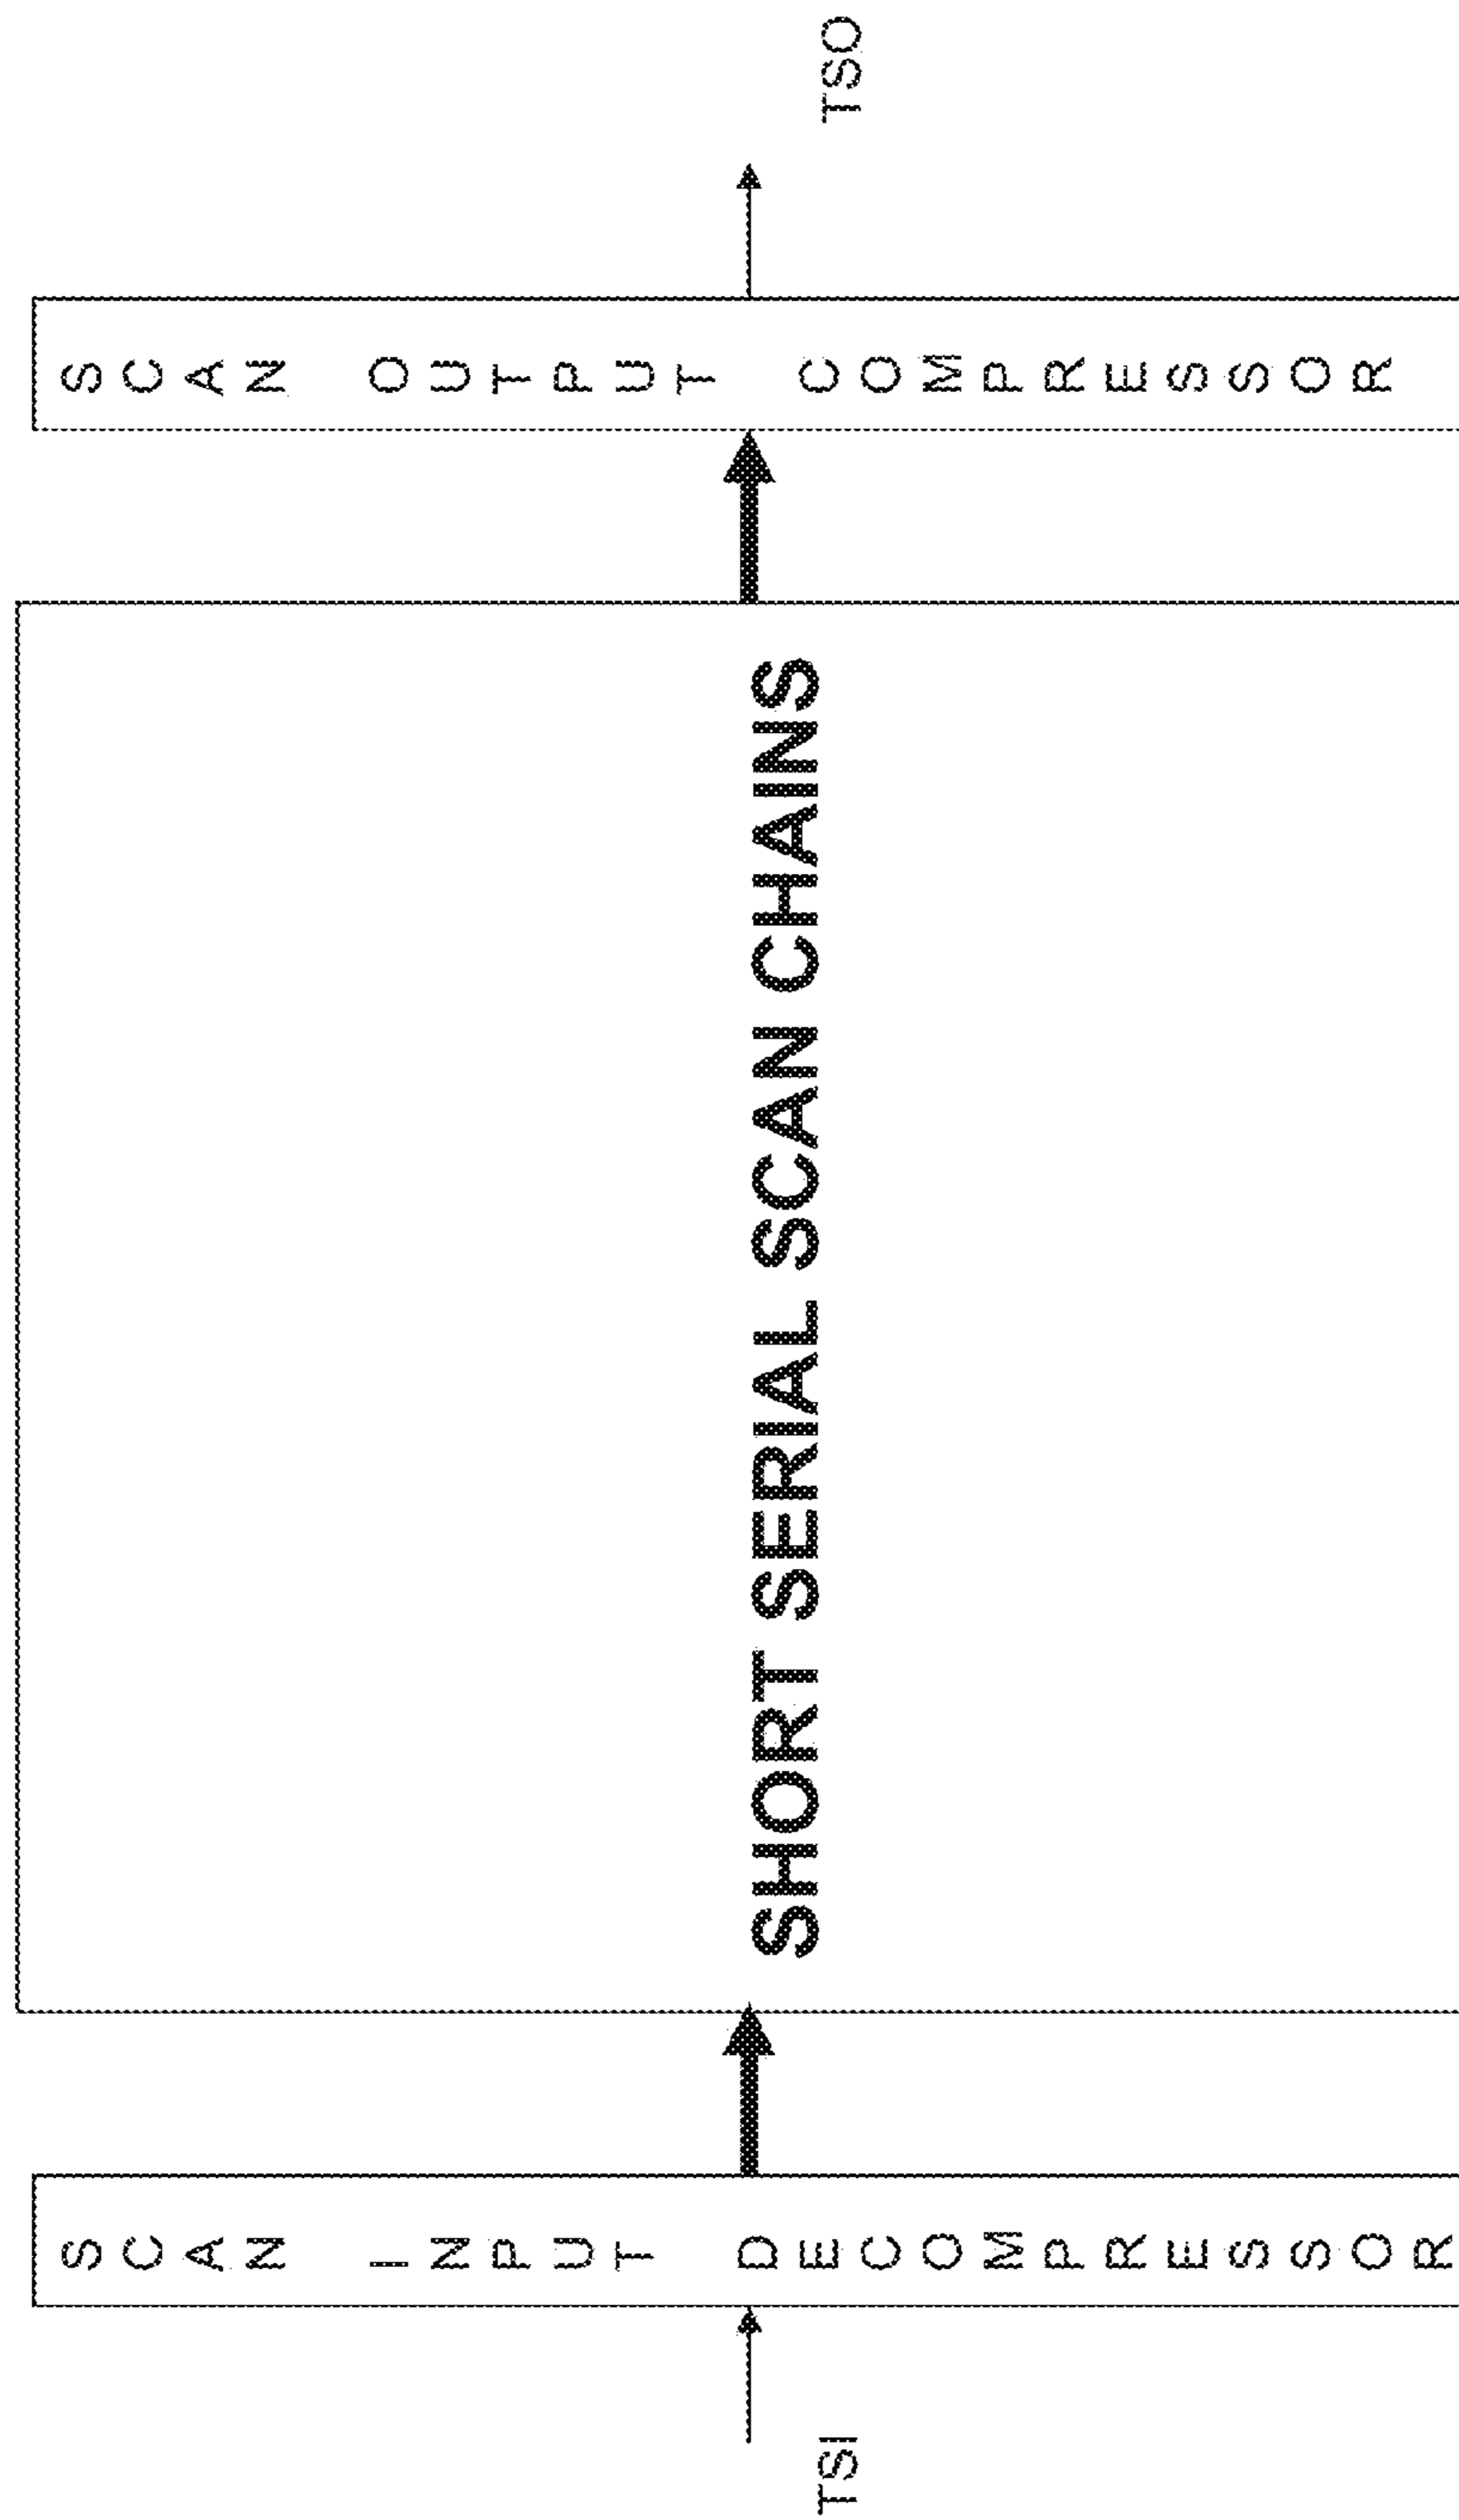 TSI
SCAN INPUT DECOMPRESSOR
SHORT SERIAL SCAN CHAINS
SCAN OUTPUT COMPRESSOR
TSO